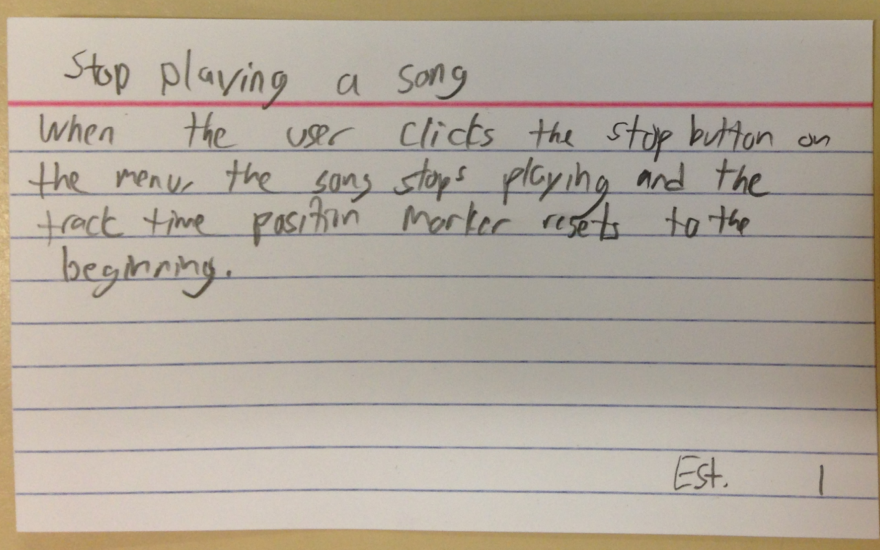 Stop playing a song
When the user clicks the stop button on
the menu, the song stops playing and the
track time position marker resets to the
beginning.
Est. 1